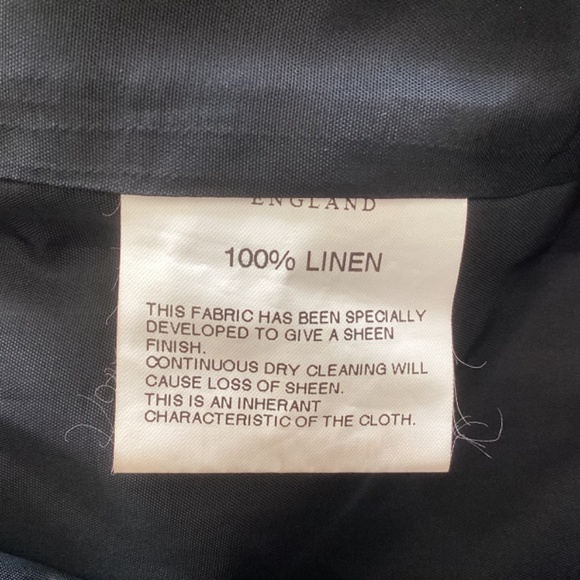 ENGLAND
100% LINEN
THIS FABRIC HAS BEEN SPECIALLY
DEVELOPED TO GIVE A SHEEN
FINISH.
CONTINUOUS DRY CLEANING WILL
CAUSE LOSS OF SHEEN.
THIS IS AN INHERANT
CHARACTERISTIC OF THE CLOTH.